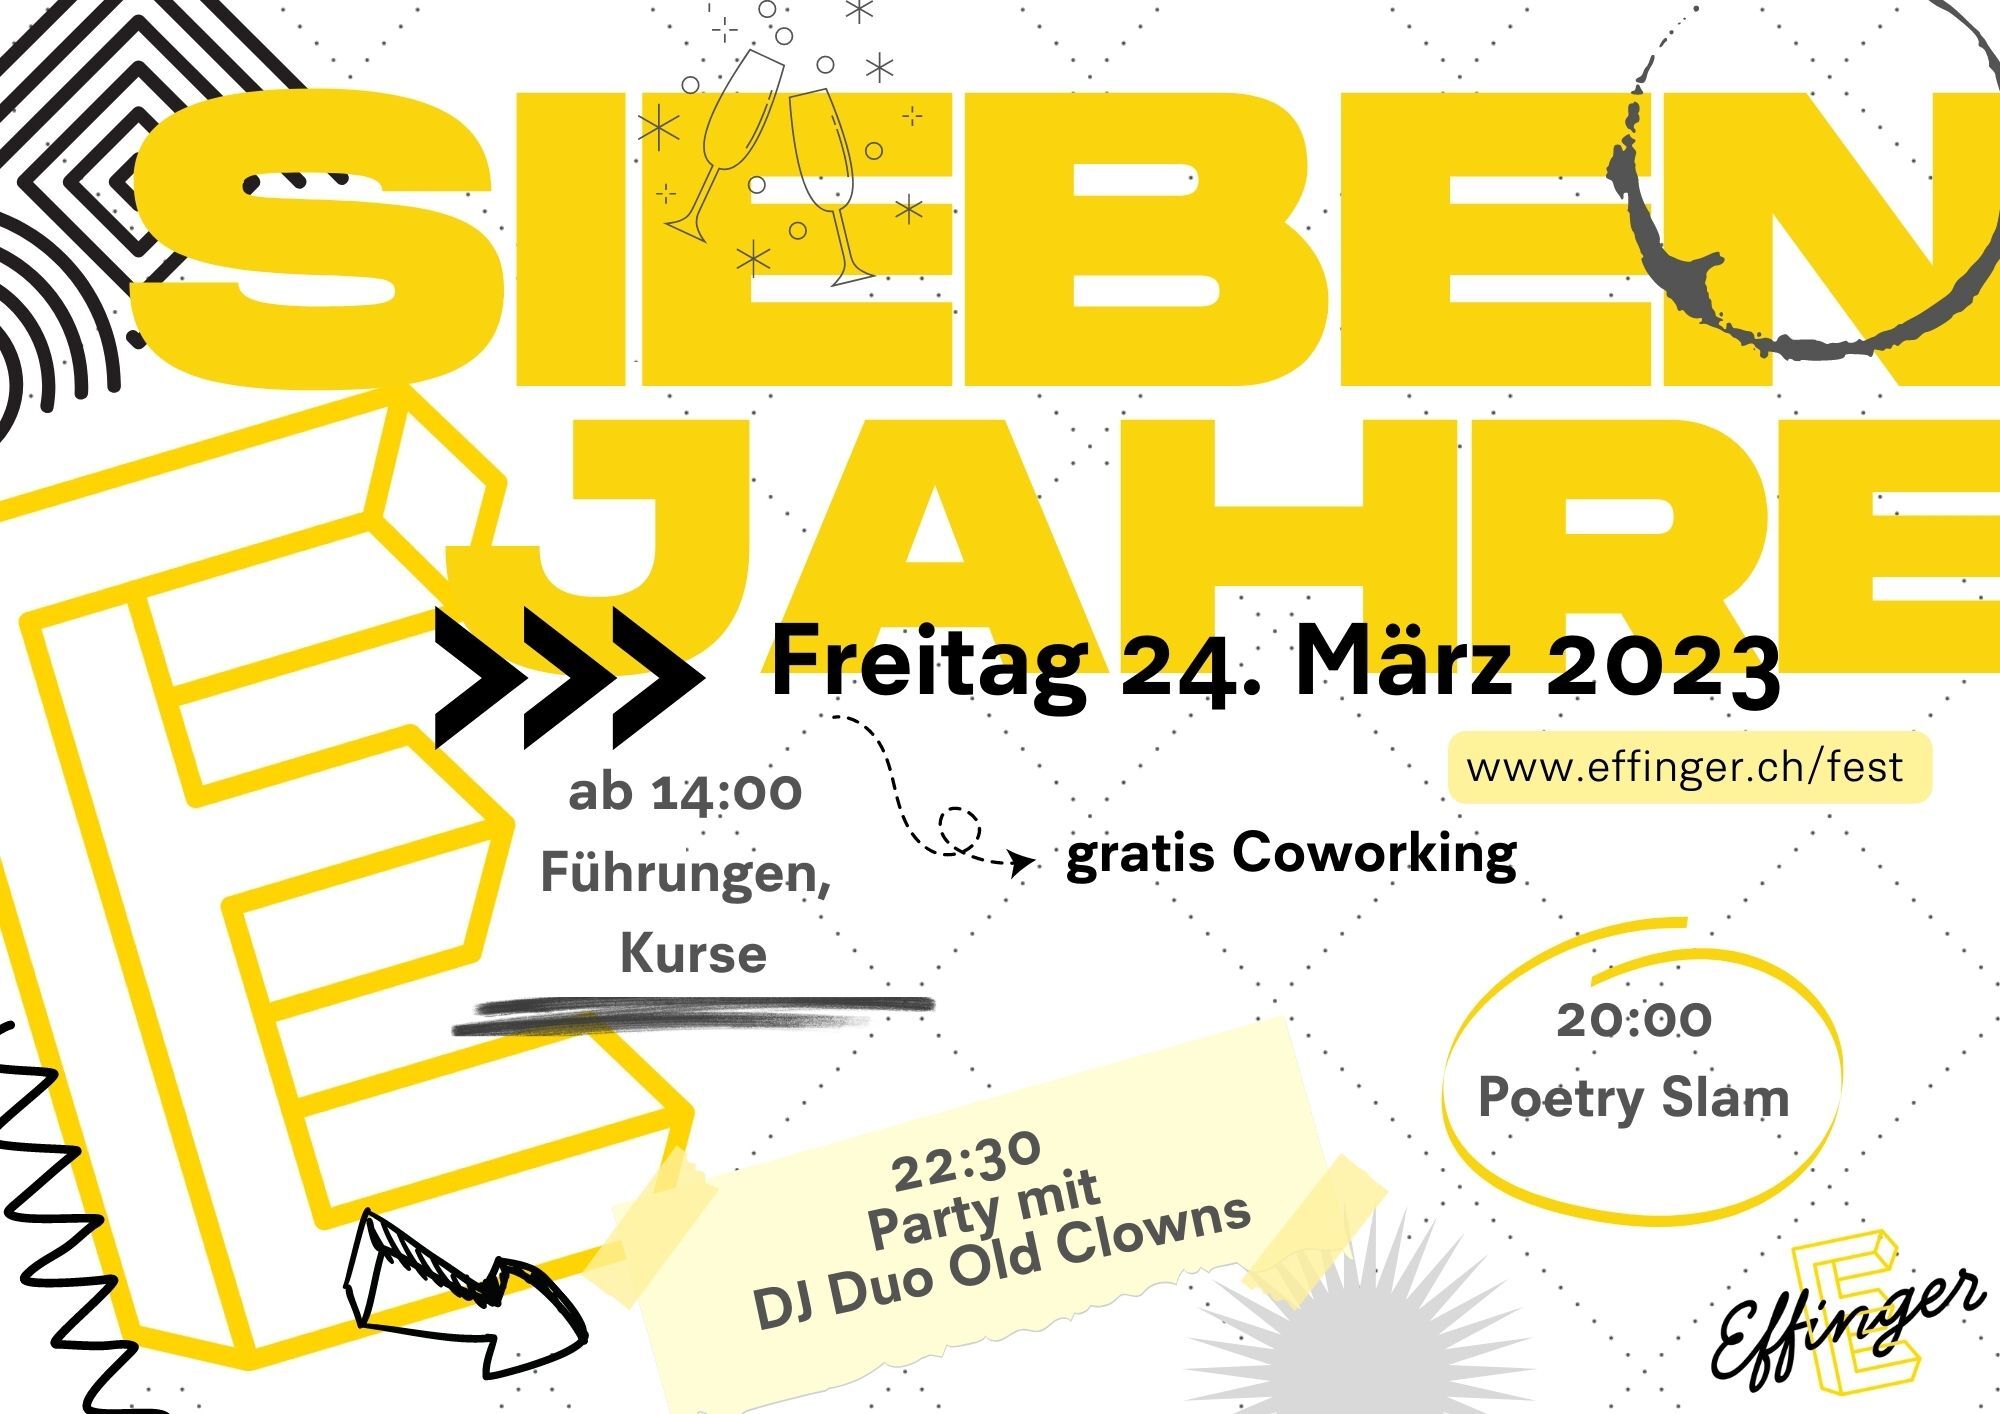 SIEBEN
JAHRE
Freitag 24. März 2023
www.effinger.ch/fest
ab 14:00
Führungen,
Kurse
gratis Coworking
20:00
Poetry Slam
22:30
Party mit
DJ Duo Old Clowns
Effinger